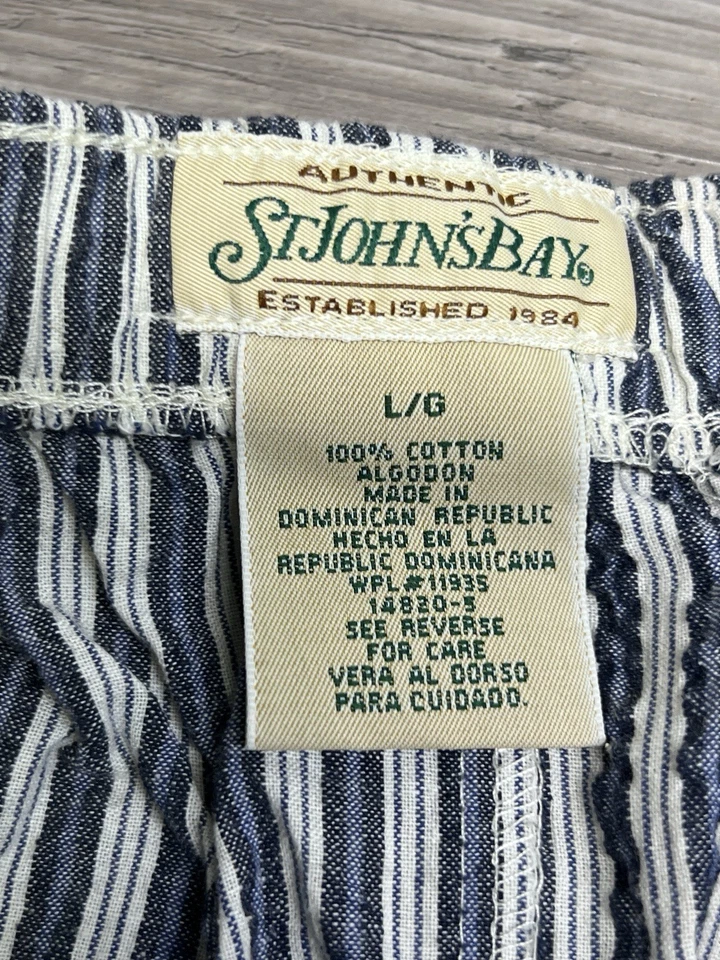 AUTHENTIC
ST JOHN'S BAY®
ESTABLISHED 1984
L/G
100% COTTON
ALGODON
MADE IN
DOMINICAN REPUBLIC
HECHO EN LA
REPUBLIC DOMINICANA
WPL#11935
14820-5
SEE REVERSE
FOR CARE
VERA AL DORSO
PARA CUIDADO.